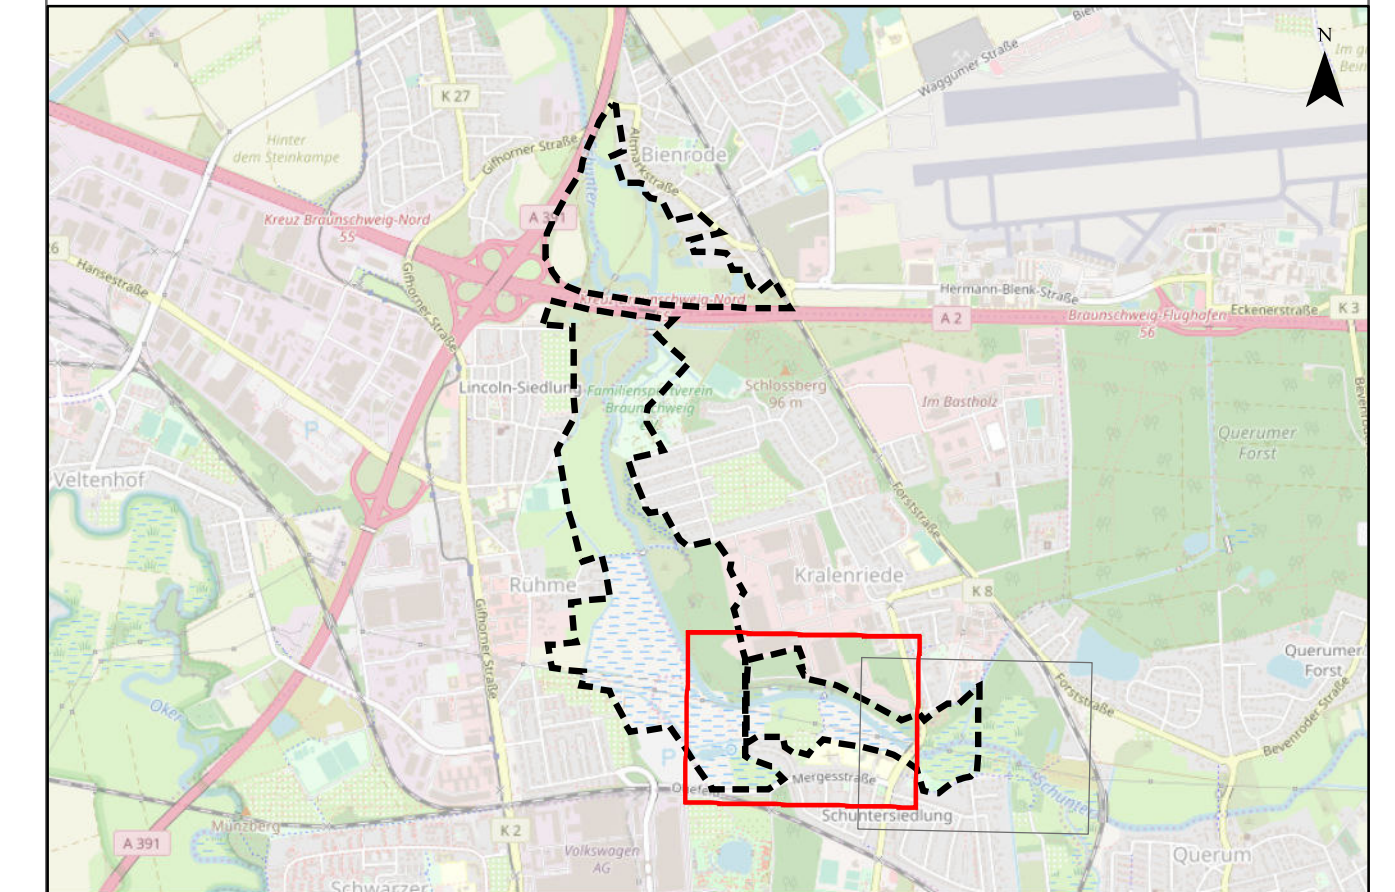 N
Waggumer Straße
K 27
Hinter
dem Steinkampe
Gifhorner Straße
Altmarkstraße
Bienrode
Kreuz Braunschweig-Nord
55
A 391
Hansestraße
Gifhorner Straße
Kreuz Braunschweig-Nord
Hermann-Blenk-Straße
Eckenerstraße
K 3
A 2
Braunschweig-Flughafen
56
Lincoln-Siedlung
Familiensportverein
Braunschweig
Schlossberg
96 m
Im Bastholz
P
Querumer
Forst
Veltenhof
Forststraße
Rühme
Kralenriede
K 8
Gifhorner Straße
Querumer
Forst
Forststraße
Bevenroder Straße
Oker
P
Mergesstraße
Schunter
Schuntersiedlung
Münzberg
A 391
K 2
Volkswagen
AG
Querum
Schwarzer